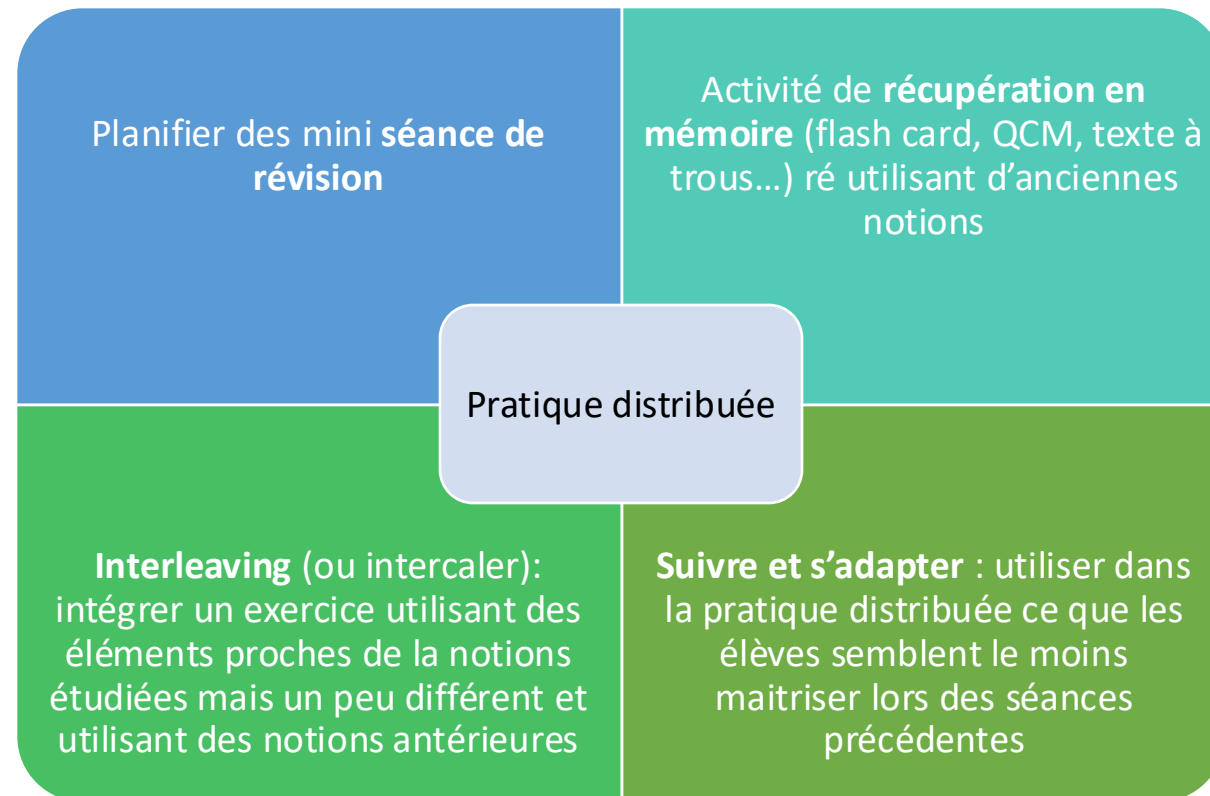 Planifier des mini séance de
révision
Activité de récupération en
mémoire (flash card, QCM, texte à
trous…) ré utilisant d’anciennes
notions
Pratique distribuée
Interleaving (ou intercaler):
intégrer un exercice utilisant des
éléments proches de la notions
étudiées mais un peu différent et
utilisant des notions antérieures
Suivre et s’adapter : utiliser dans
la pratique distribuée ce que les
élèves semblent le moins
maitriser lors des séances
précédentes